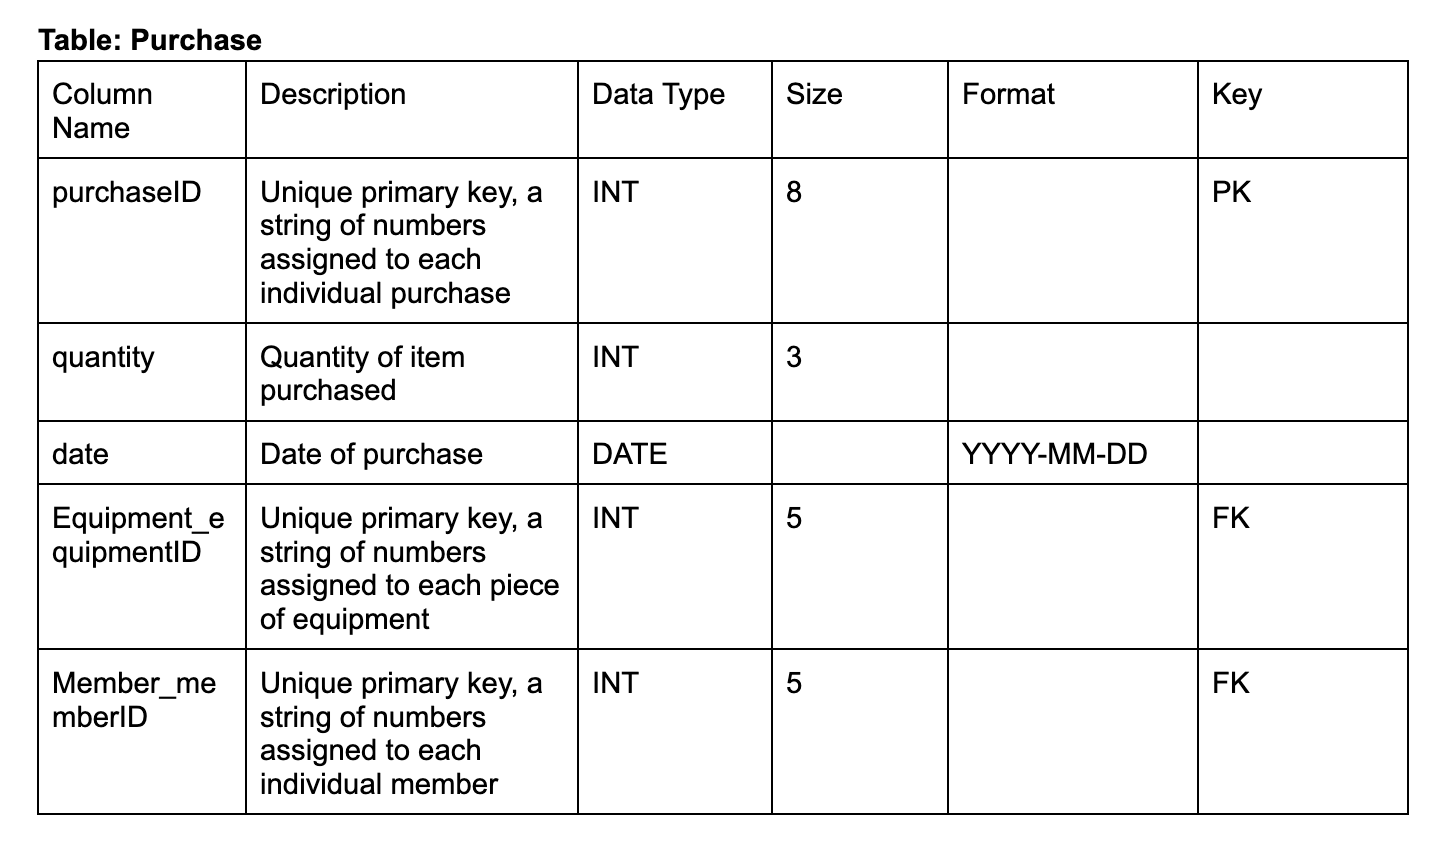 Table: Purchase
Column Name Description Data Type Size Format Key
purchaseID Unique primary key, a string of numbers assigned to each individual purchase INT 8 PK
quantity Quantity of item purchased INT 3
date Date of purchase DATE YYYY-MM-DD
Equipment_equipmentID Unique primary key, a string of numbers assigned to each piece of equipment INT 5 FK
Member_memberID Unique primary key, a string of numbers assigned to each individual member INT 5 FK